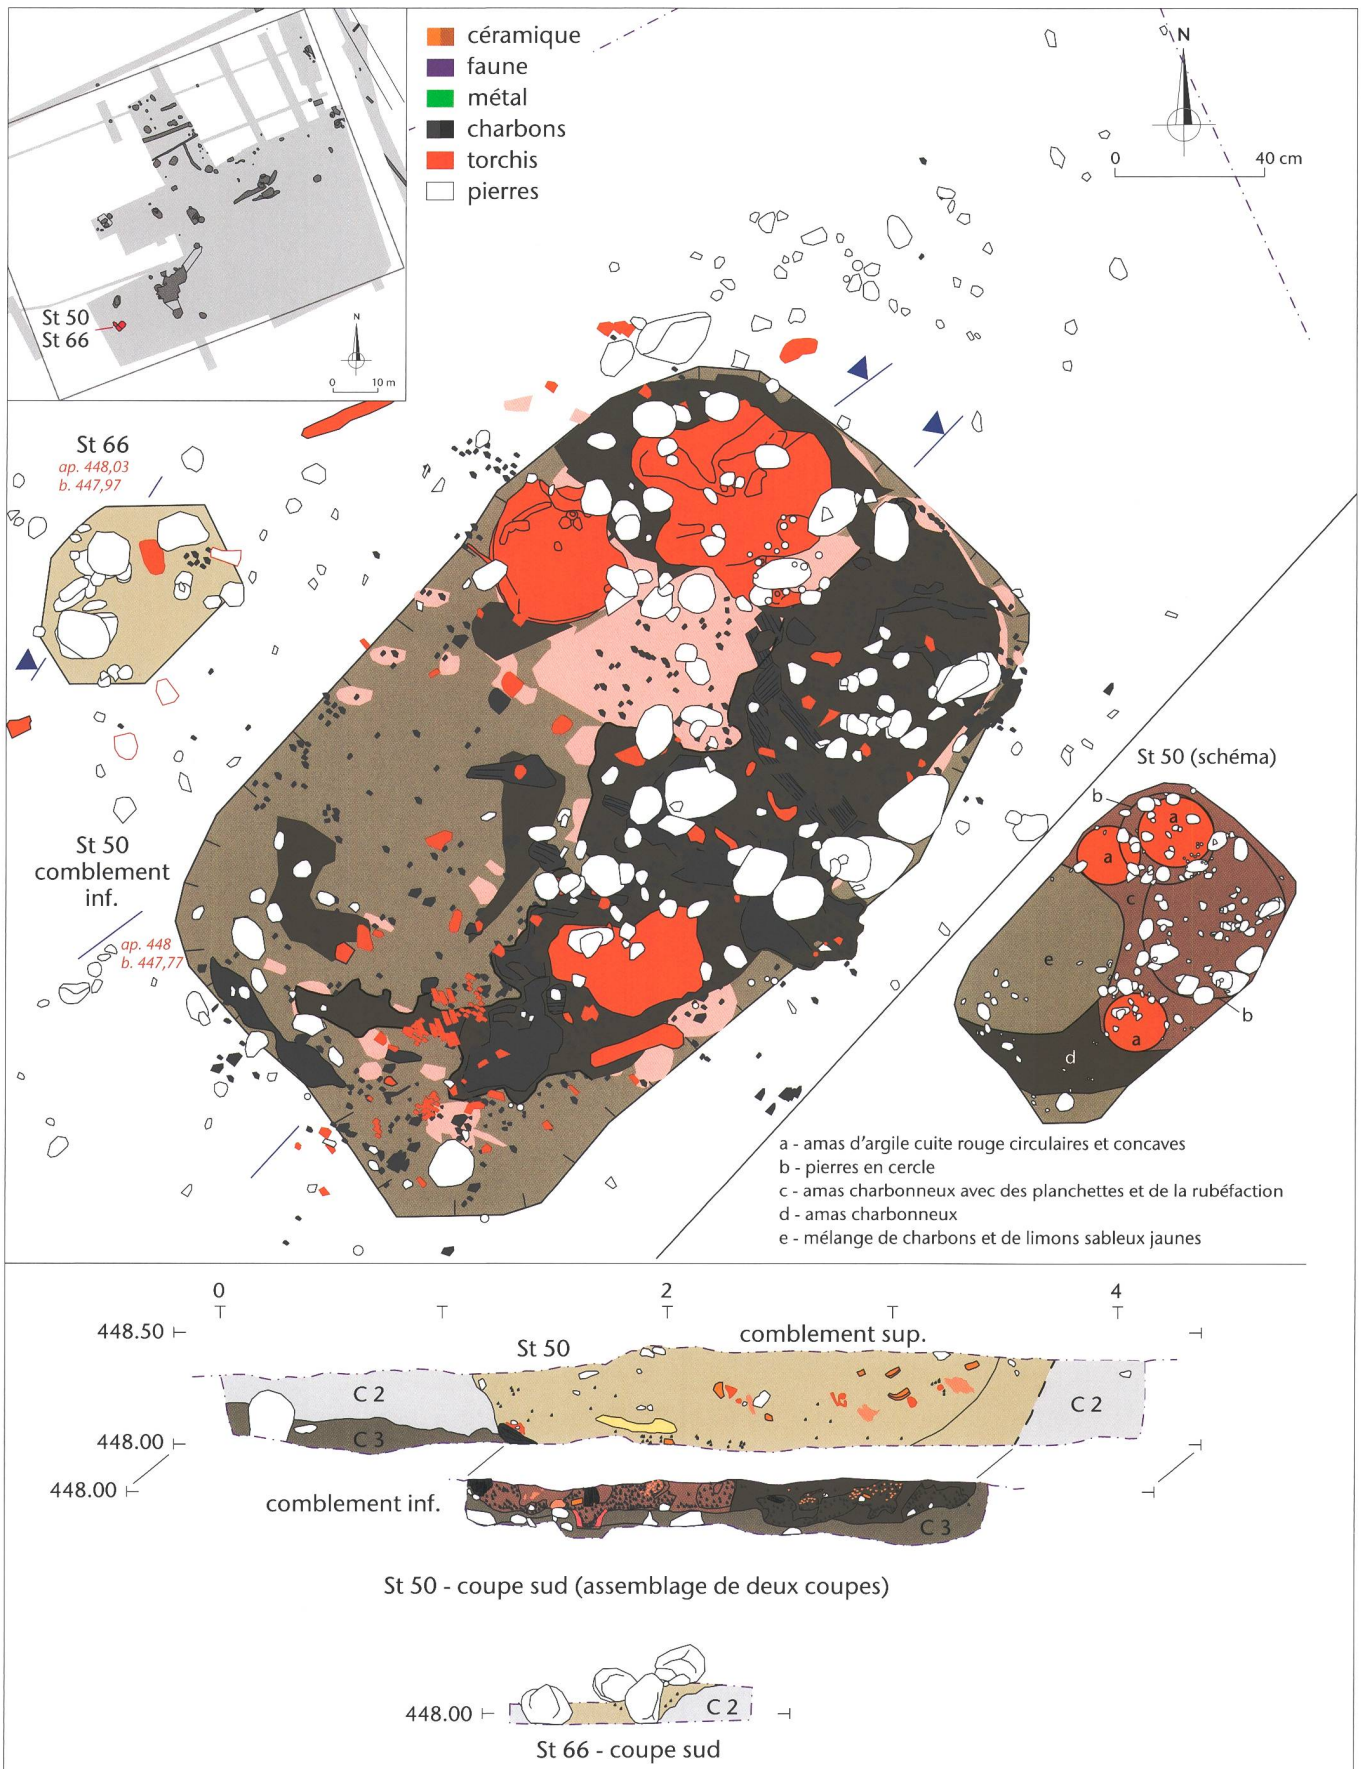 céramique
faune
métal
charbons
torchis
pierres
N
0 40 cm
St 50
St 66
N
0 10 m
St 66
ap. 448,03
b. 447,97
St 50
comblement
inf.
ap. 448
b. 447,77
St 50 (schéma)
b
a
a
c
e
b
a
d
a - amas d'argile cuite rouge circulaires et concaves
b - pierres en cercle
c - amas charbonneux avec des planchettes et de la rubéfaction
d - amas charbonneux
e - mélange de charbons et de limons sableux jaunes
0 2 4
448.50
St 50
comblement sup.
C 2
C 2
C 3
448.00
448.00
comblement inf.
C 3
St 50 - coupe sud (assemblage de deux coupes)
448.00
C 2
St 66 - coupe sud